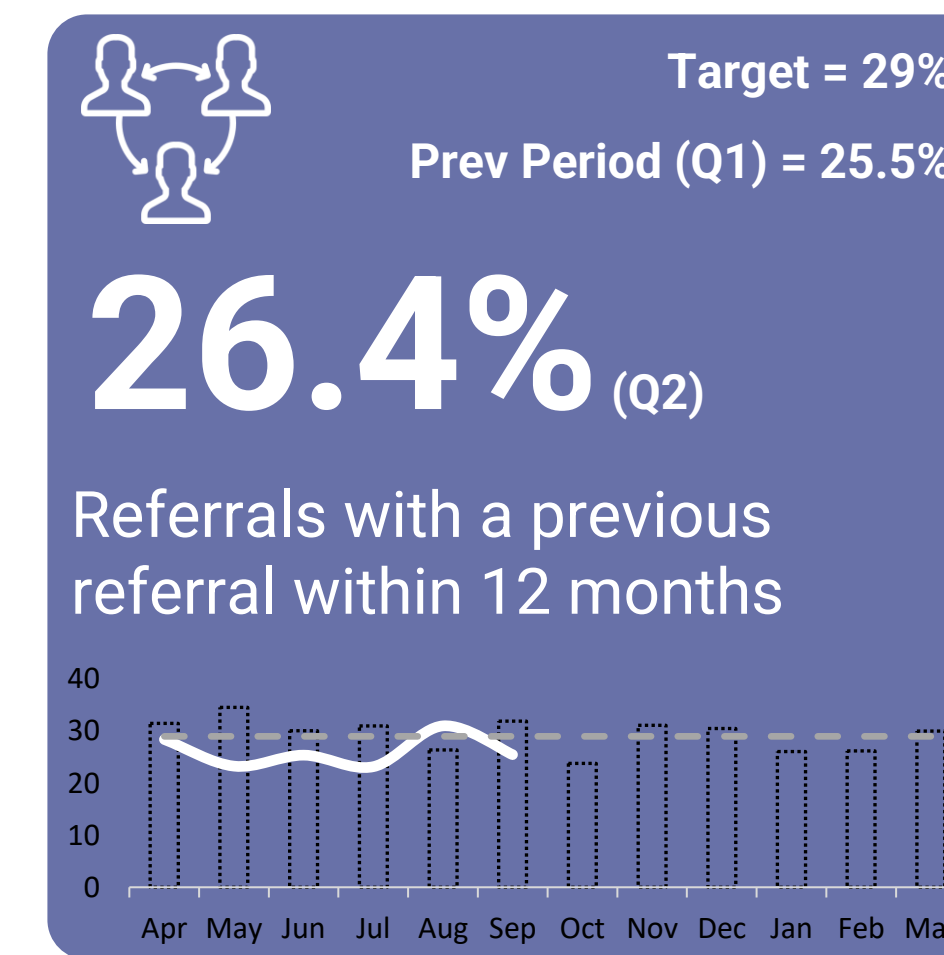 Target = 29%
Prev Period (Q1) = 25.5%
26.4% (Q2)
Referrals with a previous
referral within 12 months
40
30
20
10
0
Apr May Jun Jul Aug Sep Oct Nov Dec Jan Feb Ma